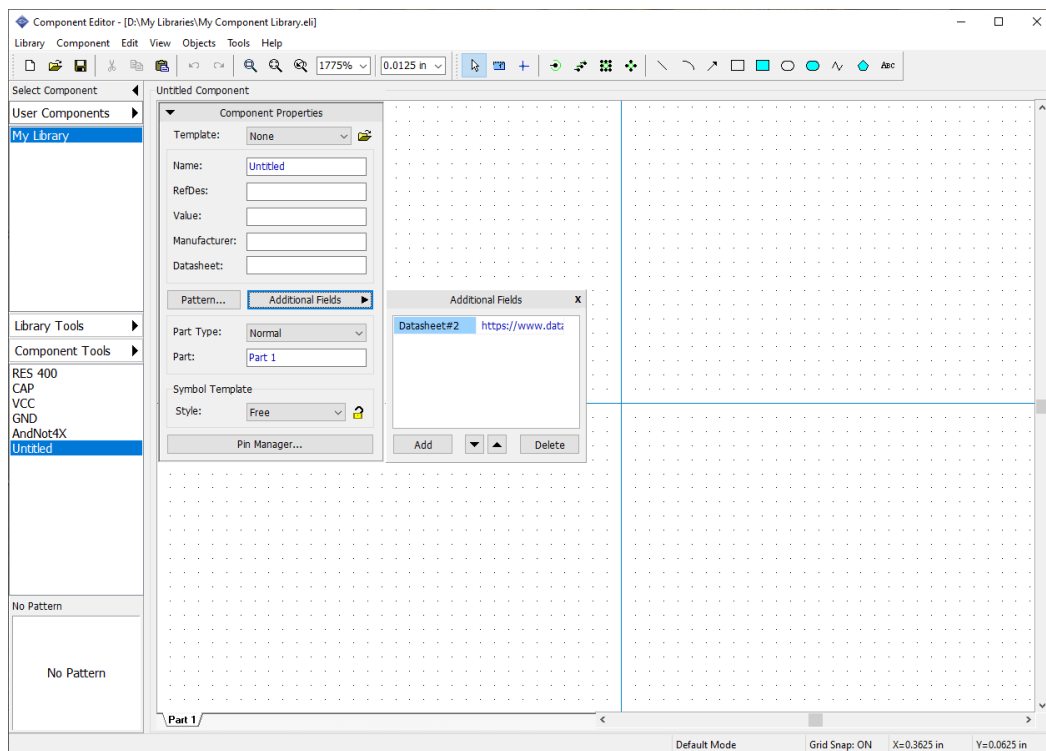 Component Editor - [D:\My Libraries\My Component Library.eli]
Library Component Edit View Objects Tools Help
1775% 0.0125 in ABC
Select Component
Untitled Component
User Components
My Library
Component Properties
Template: None
Name: Untitled
RefDes:
Value:
Manufacturer:
Datasheet:
Pattern... Additional Fields
Additional Fields X
Datasheet#2 https://www.data
Part Type: Normal
Part: Part 1
Symbol Template
Style: Free
Add Delete
Pin Manager...
Library Tools
Component Tools
RES 400
CAP
VCC
GND
AndNot4X
Untitled
No Pattern
No Pattern
Part 1
Default Mode Grid Snap: ON X=0.3625 in Y=0.0625 in